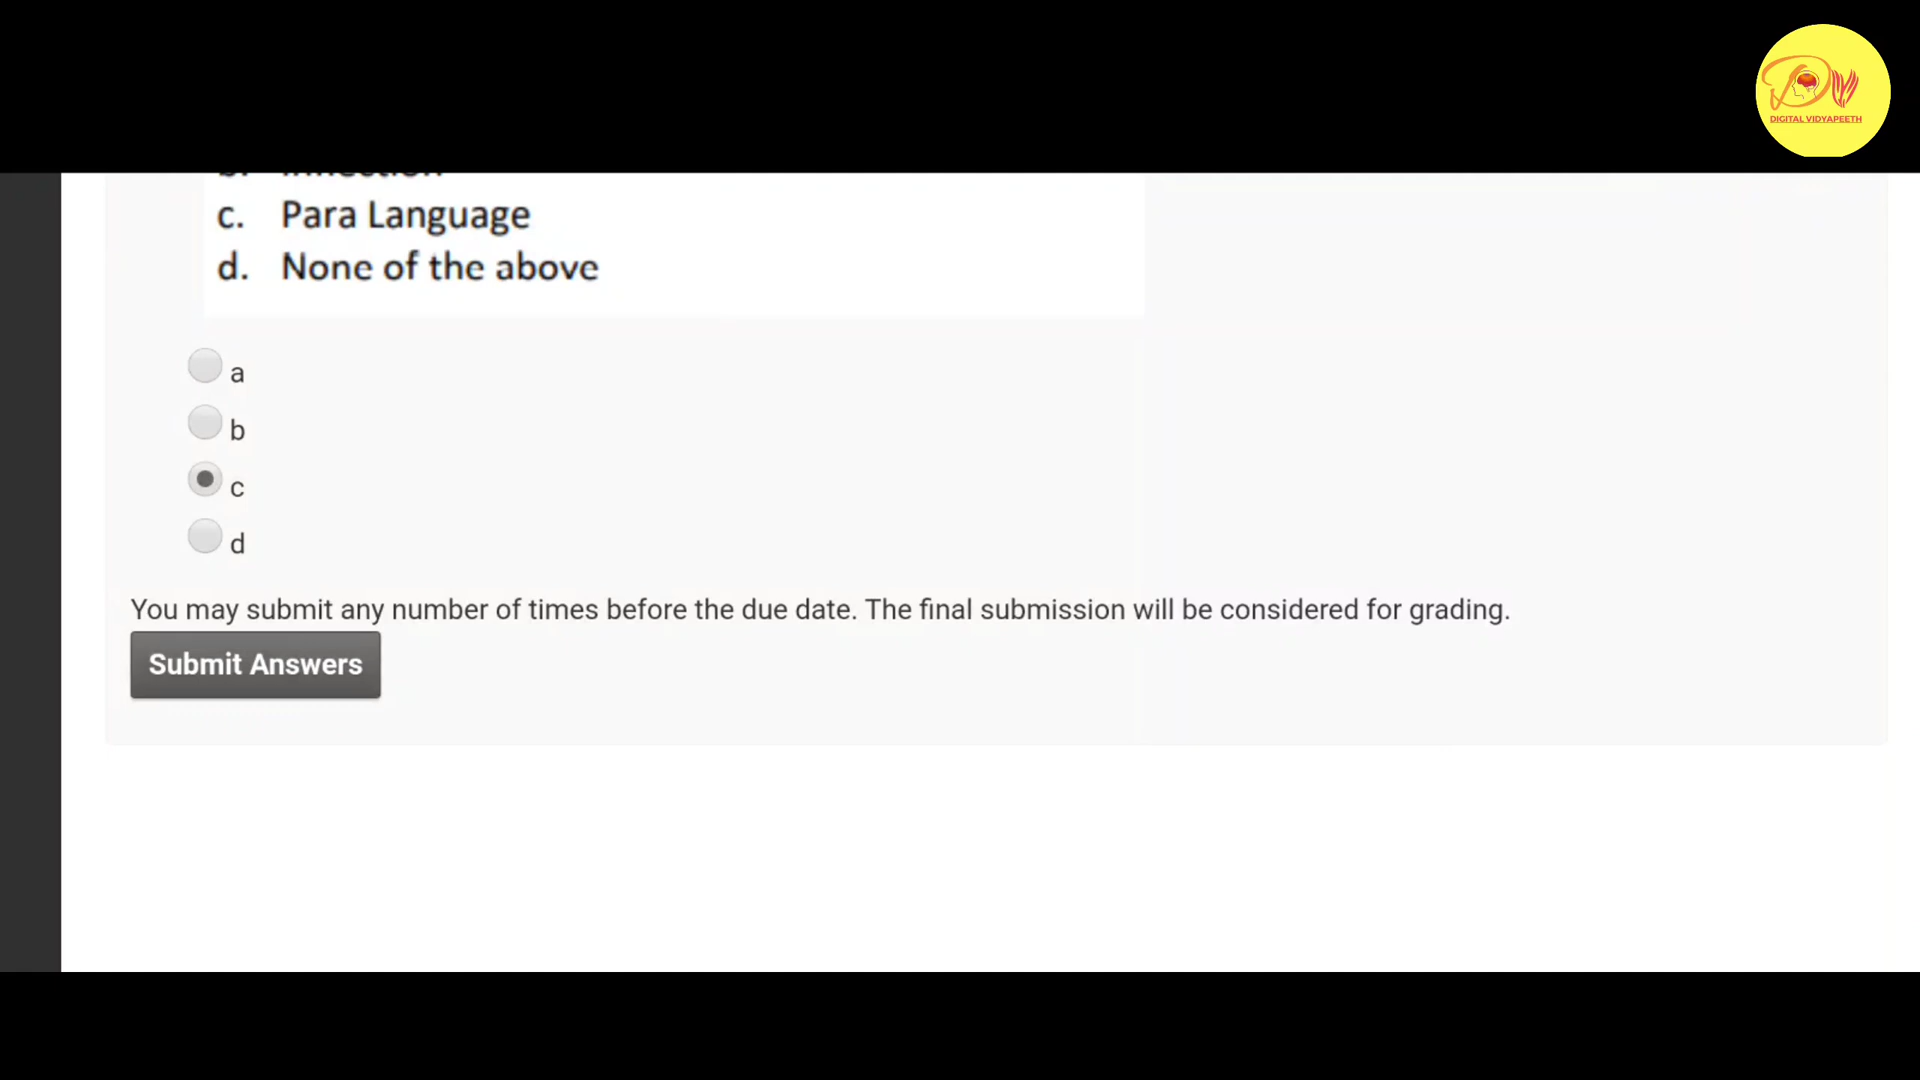 DIGITAL VIDYAPEETH
c. Para Language
d. None of the above
a
b
c
d
You may submit any number of times before the due date. The final submission will be considered for grading.
Submit Answers